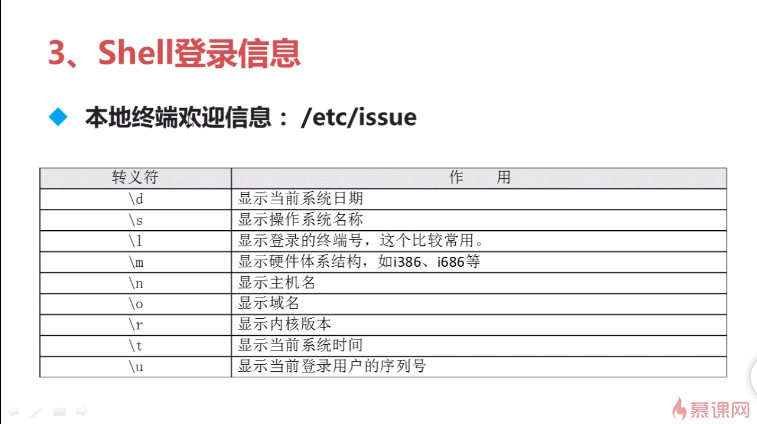 3、Shell登录信息
本地终端欢迎信息： /etc/issue
转义符 作 用
\d 显示当前系统日期
\s 显示操作系统名称
\l 显示登录的终端号，这个比较常用。
\m 显示硬件体系结构，如i386、i686等
\n 显示主机名
\o 显示域名
\r 显示内核版本
\t 显示当前系统时间
\u 显示当前登录用户的序列号
慕课网